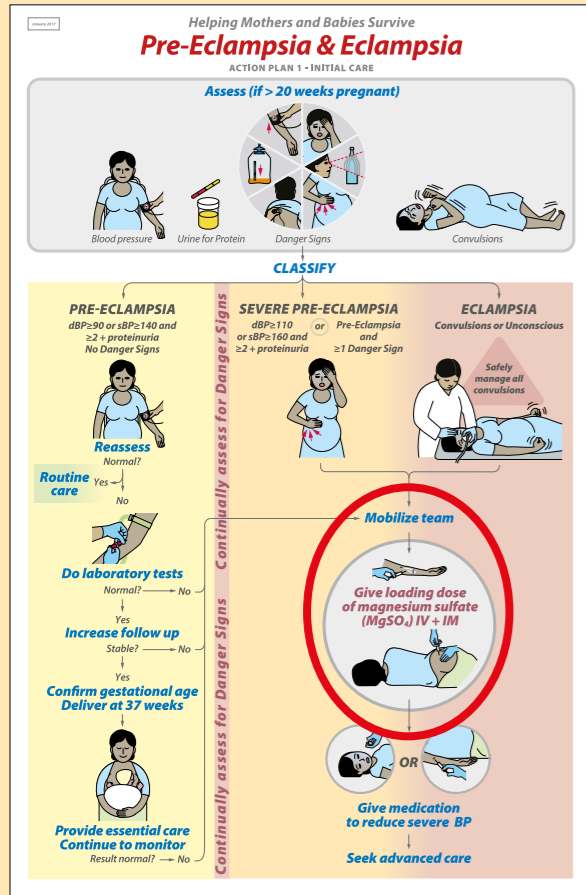 January 2017
Helping Mothers and Babies Survive
Pre-Eclampsia & Eclampsia
ACTION PLAN 1 - INITIAL CARE
Assess (if > 20 weeks pregnant)
Blood pressure
Urine for Protein
Danger Signs
Convulsions
CLASSIFY
PRE-ECLAMPSIA
dBP≥90 or sBP≥140 and
≥2 + proteinuria
No Danger Signs
Reassess
Normal?
Yes
Routine
care
No
Do laboratory tests
Normal?
No
Yes
Increase follow up
Stable?
No
Yes
Confirm gestational age
Deliver at 37 weeks
Provide essential care
Continue to monitor
Result normal?
No
Continually assess for Danger Signs
Continually assess for Danger Signs
SEVERE PRE-ECLAMPSIA
dBP≥110
or sBP≥160 and
≥2 + proteinuria
or
Pre-Eclampsia
and
≥1 Danger Sign
ECLAMPSIA
Convulsions or Unconscious
Safely
manage all
convulsions
Mobilize team
Give loading dose
of magnesium sulfate
(MgSO₄) IV + IM
OR
Give medication
to reduce severe BP
Seek advanced care